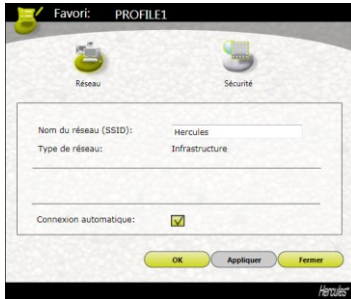 Favori: PROFILE1
Réseau
Sécurité
Nom du réseau (SSID): Hercules
Type de réseau: Infrastructure
Connexion automatique:
OK Appliquer Fermer
Hercules